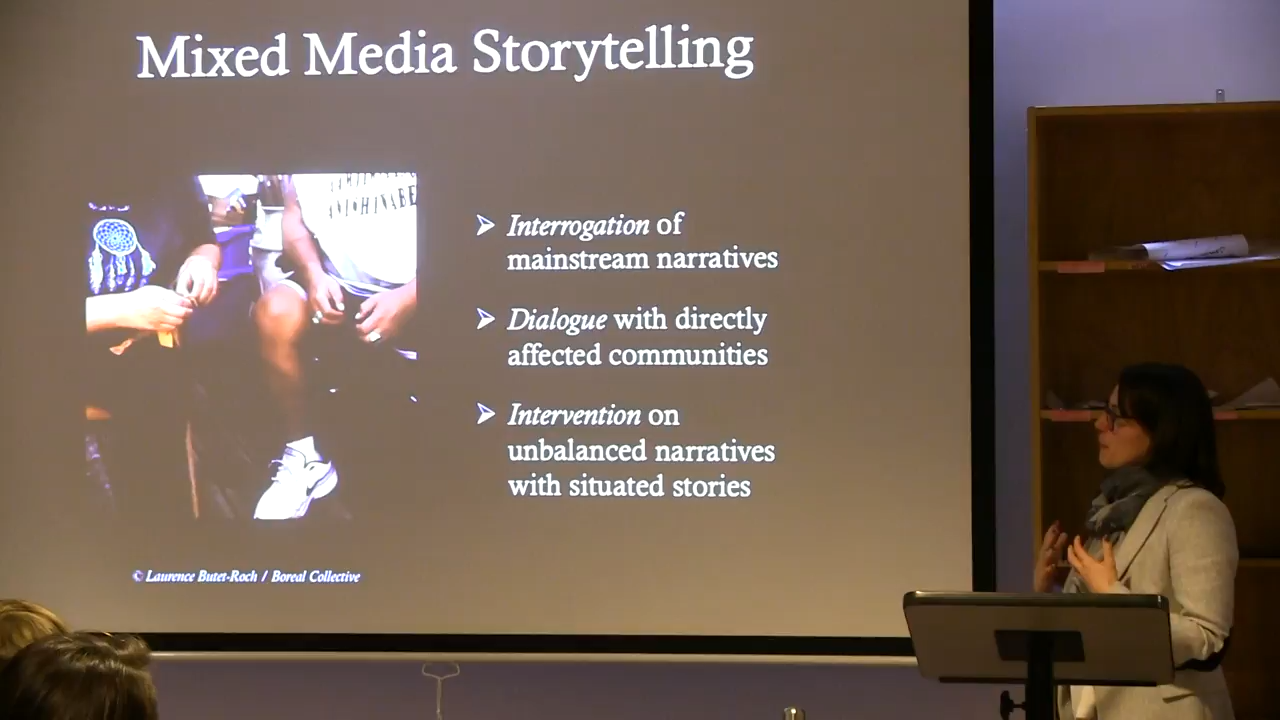 Mixed Media Storytelling
➢ Interrogation of
mainstream narratives
➢ Dialogue with directly
affected communities
➢ Intervention on
unbalanced narratives
with situated stories
© Laurence Butet-Roch / Boreal Collective